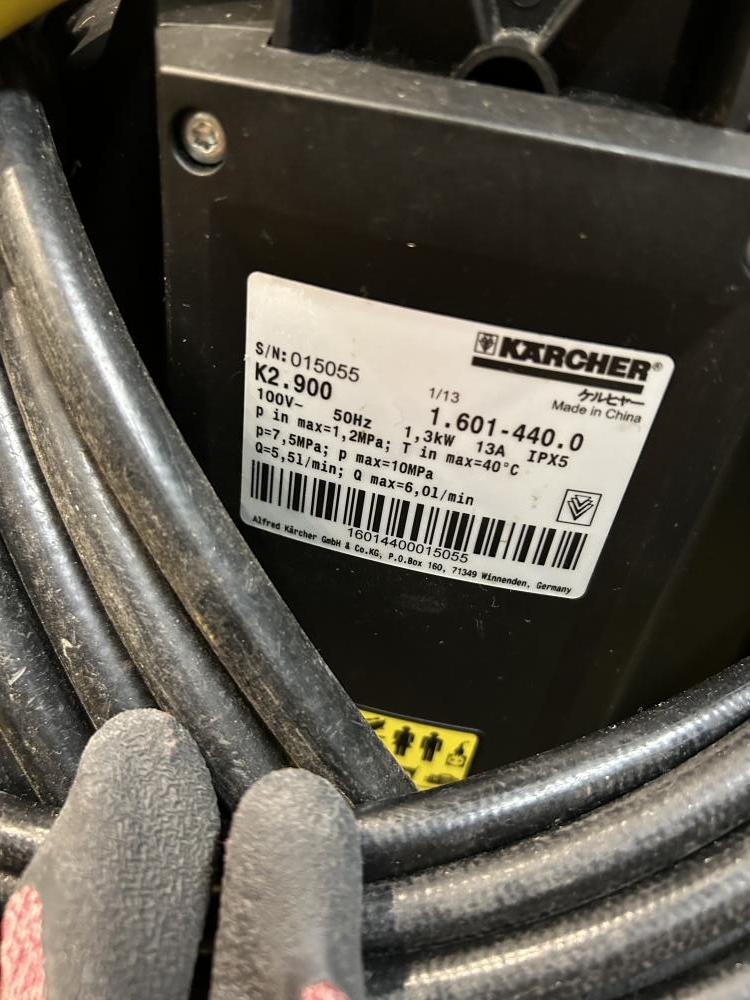 KÄRCHER®
ケルヒャー
Made in China
S/N:015055
K2.900
1/13
1.601-440.0
100V~ 50Hz 1,3kW 13A IPX5
p in max=1,2MPa; T in max=40°C
p=7,5MPa; p max=10MPa
Q=5,5l/min; Q max=6,0l/min
16014400015055
Alfred Kärcher GmbH & Co.KG, P.O.Box 160, 71349 Winnenden, Germany